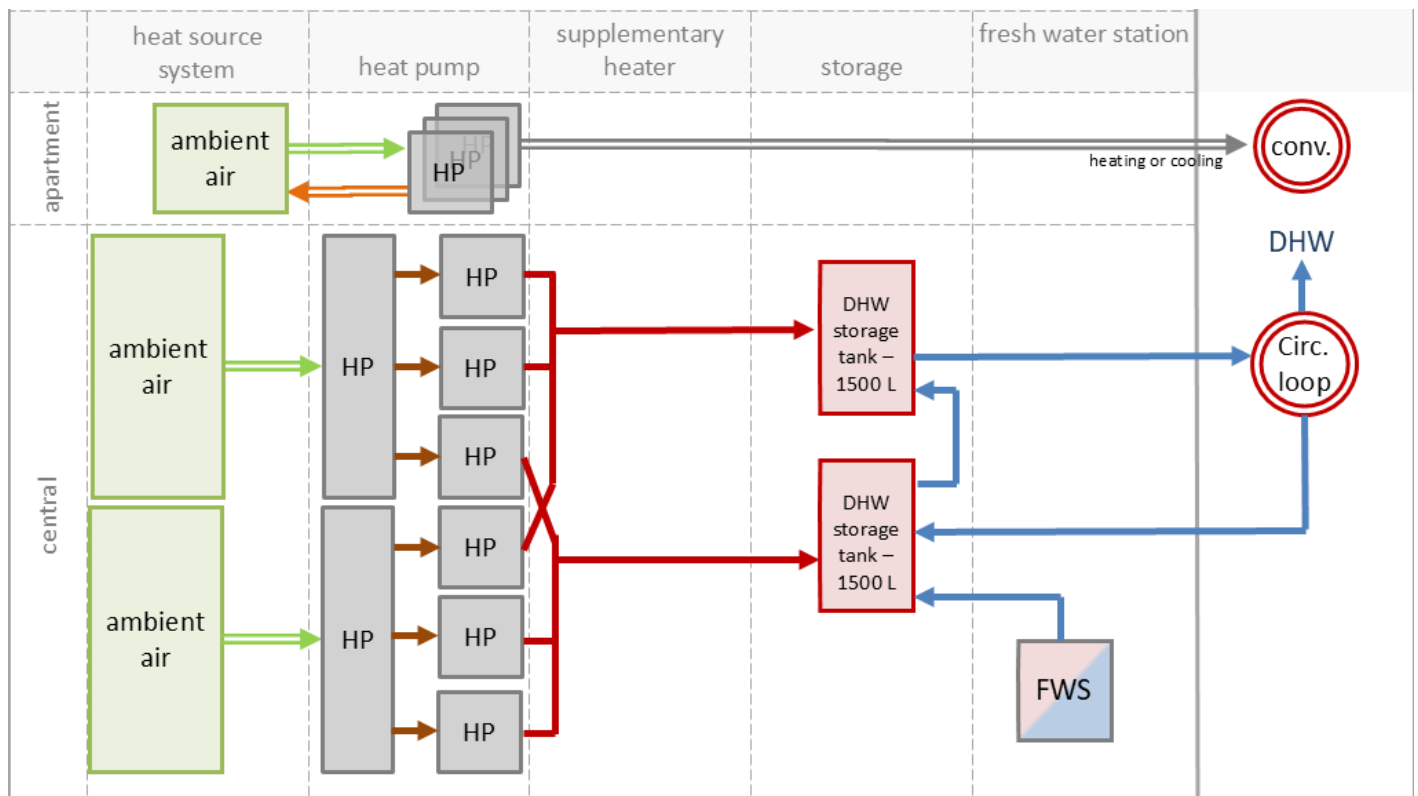 heat source
system
heat pump
supplementary
heater
storage
fresh water station
apartment
ambient
air
HP
HP
HP
heating or cooling
conv.
central
ambient
air
HP
HP
HP
HP
DHW
storage
tank –
1500 L
DHW
Circ.
loop
ambient
air
HP
HP
HP
HP
DHW
storage
tank –
1500 L
FWS